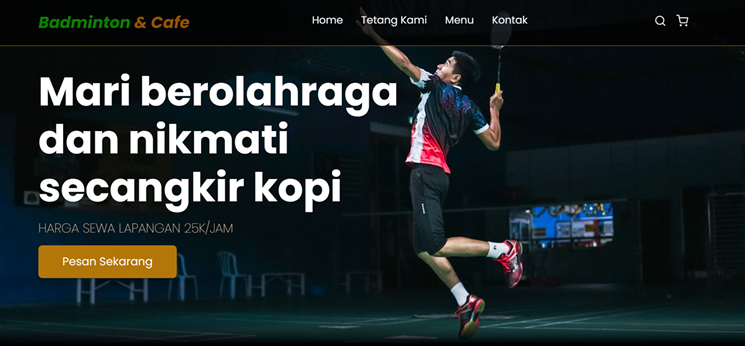 Badminton & Cafe
Home Tetang Kami Menu Kontak
Mari berolahraga
dan nikmati
secangkir kopi
HARGA SEWA LAPANGAN 25K/JAM
Pesan Sekarang